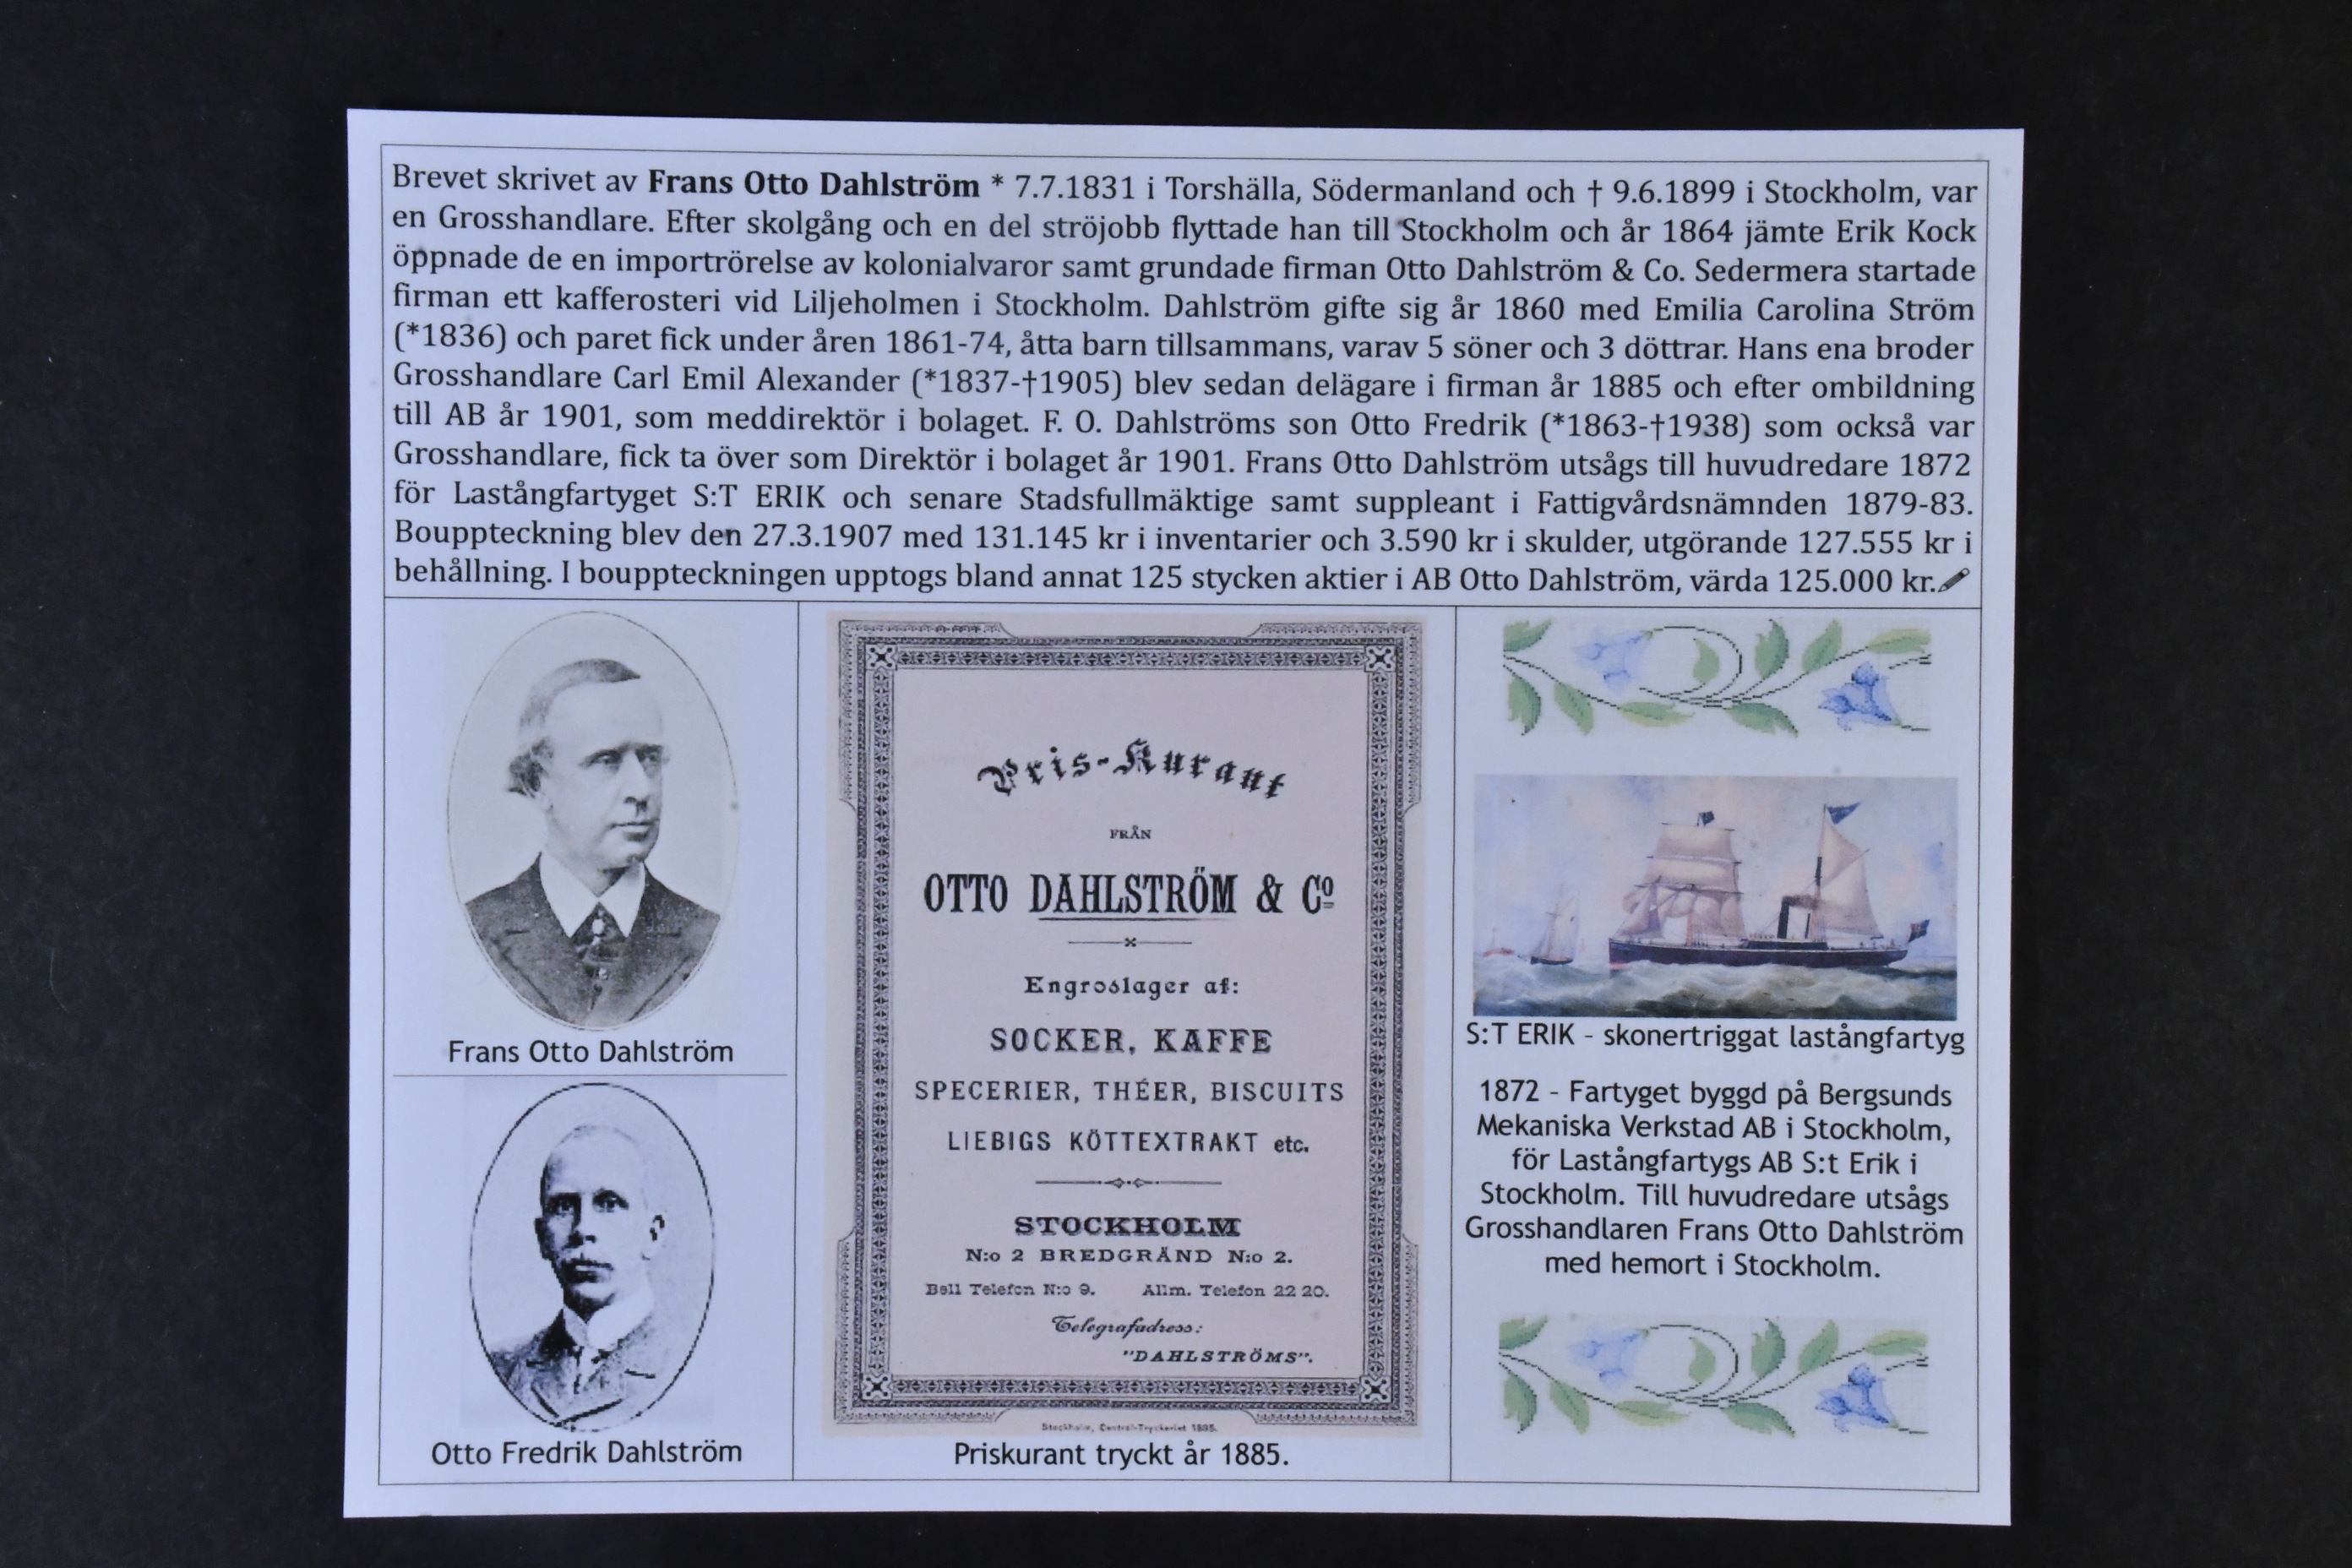 Brevet skrivet av Frans Otto Dahlström * 7.7.1831 i Torshälla, Södermanland och † 9.6.1899 i Stockholm, var
en Grosshandlare. Efter skolgång och en del ströjobb flyttade han till Stockholm och år 1864 jämte Erik Kock
öppnade de en importrörelse av kolonialvaror samt grundade firman Otto Dahlström & Co. Sedermera startade
firman ett kafferosteri vid Liljeholmen i Stockholm. Dahlström gifte sig år 1860 med Emilia Carolina Ström
(*1836) och paret fick under åren 1861-74, åtta barn tillsammans, varav 5 söner och 3 döttrar. Hans ena broder
Grosshandlare Carl Emil Alexander (*1837-†1905) blev sedan delägare i firman år 1885 och efter ombildning
till AB år 1901, som meddirektör i bolaget. F. O. Dahlströms son Otto Fredrik (*1863-†1938) som också var
Grosshandlare, fick ta över som Direktör i bolaget år 1901. Frans Otto Dahlström utsågs till huvudredare 1872
för Lastångfartyget S:T ERIK och senare Stadsfullmäktige samt suppleant i Fattigvårdsnämnden 1879-83.
Bouppteckning blev den 27.3.1907 med 131.145 kr i inventarier och 3.590 kr i skulder, utgörande 127.555 kr i
behållning. I bouppteckningen upptogs bland annat 125 stycken aktier i AB Otto Dahlström, värda 125.000 kr.
Frans Otto Dahlström
Otto Fredrik Dahlström
Pris-Kurant
FRÅN
OTTO DAHLSTRÖM & Cº
Engroslager af:
SOCKER, KAFFE
SPECERIER, THÉER, BISCUITS
LIEBIGS KÖTTEXTRAKT etc.
STOCKHOLM
N:o 2 BREDGRÄND N:o 2.
Bell Telefon N:o 9. Allm. Telefon 22 20.
Telegrafadress:
"DAHLSTRÖMS".
Stockholm, Central-Tryckeriet 1885.
Priskurant tryckt år 1885.
S:T ERIK - skonertriggat lastångfartyg
1872 - Fartyget byggd på Bergsunds
Mekaniska Verkstad AB i Stockholm,
för Lastångfartygs AB S:t Erik i
Stockholm. Till huvudredare utsågs
Grosshandlaren Frans Otto Dahlström
med hemort i Stockholm.